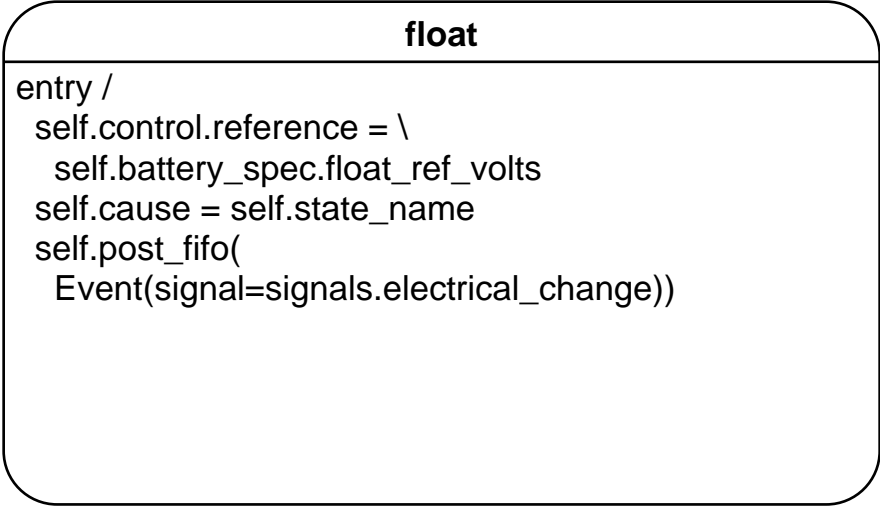 float
entry /
self.control.reference = \
self.battery_spec.float_ref_volts
self.cause = self.state_name
self.post_fifo(
Event(signal=signals.electrical_change))